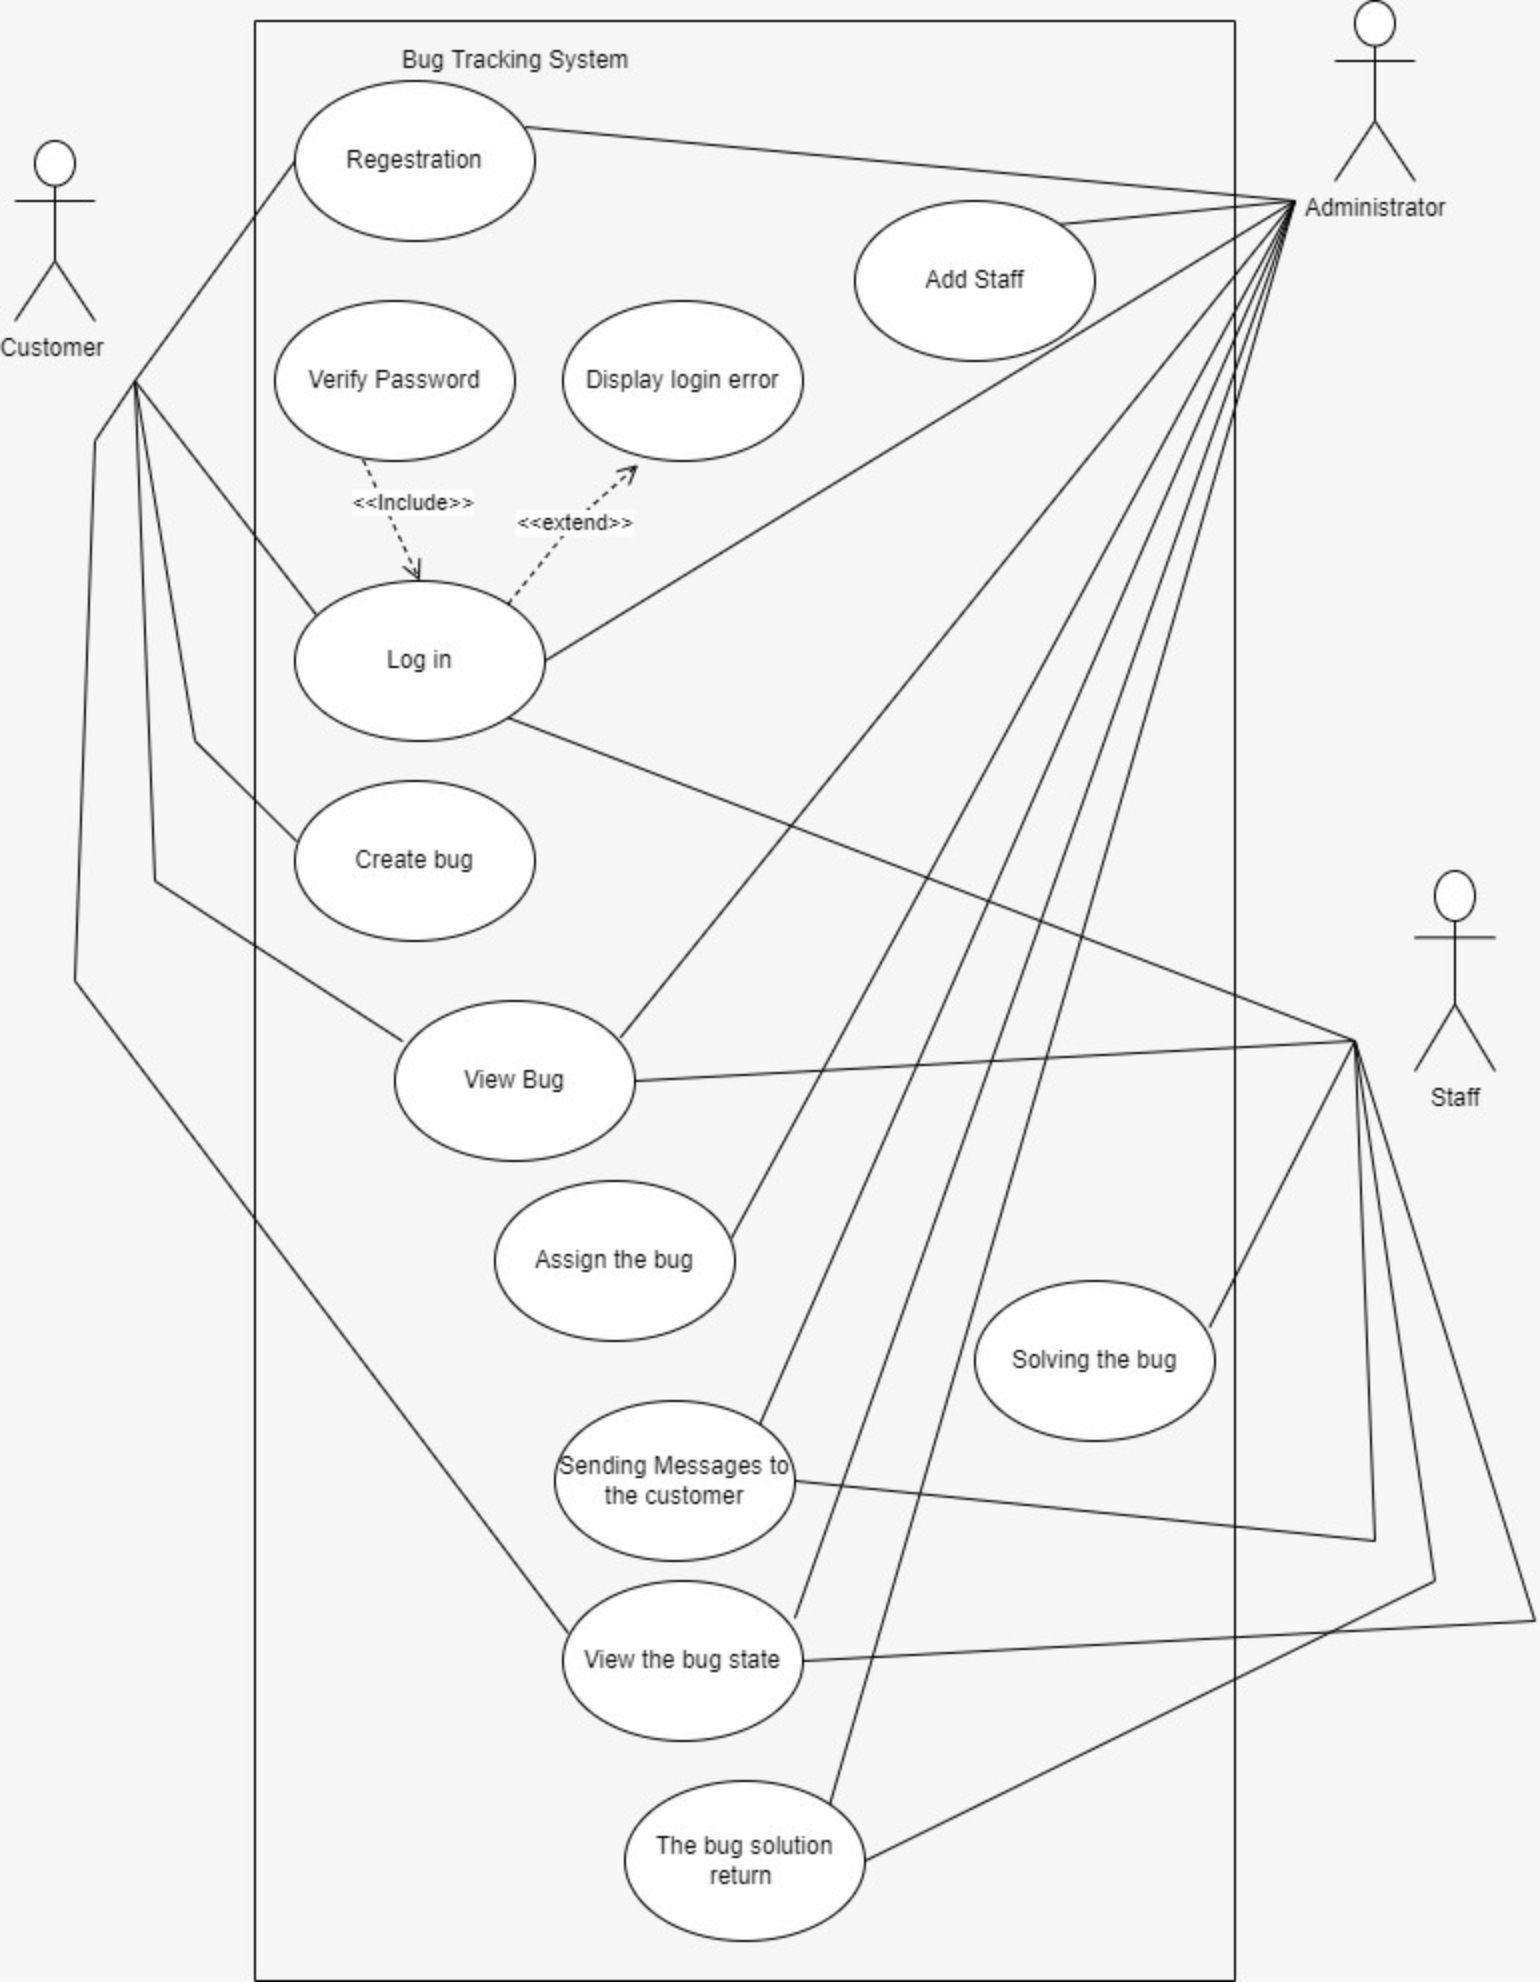 Bug Tracking System
Regestration
Administrator
Add Staff
Customer
Verify Password
Display login error
<<Include>>
<<extend>>
Log in
Create bug
View Bug
Staff
Assign the bug
Solving the bug
Sending Messages to
the customer
View the bug state
The bug solution
return